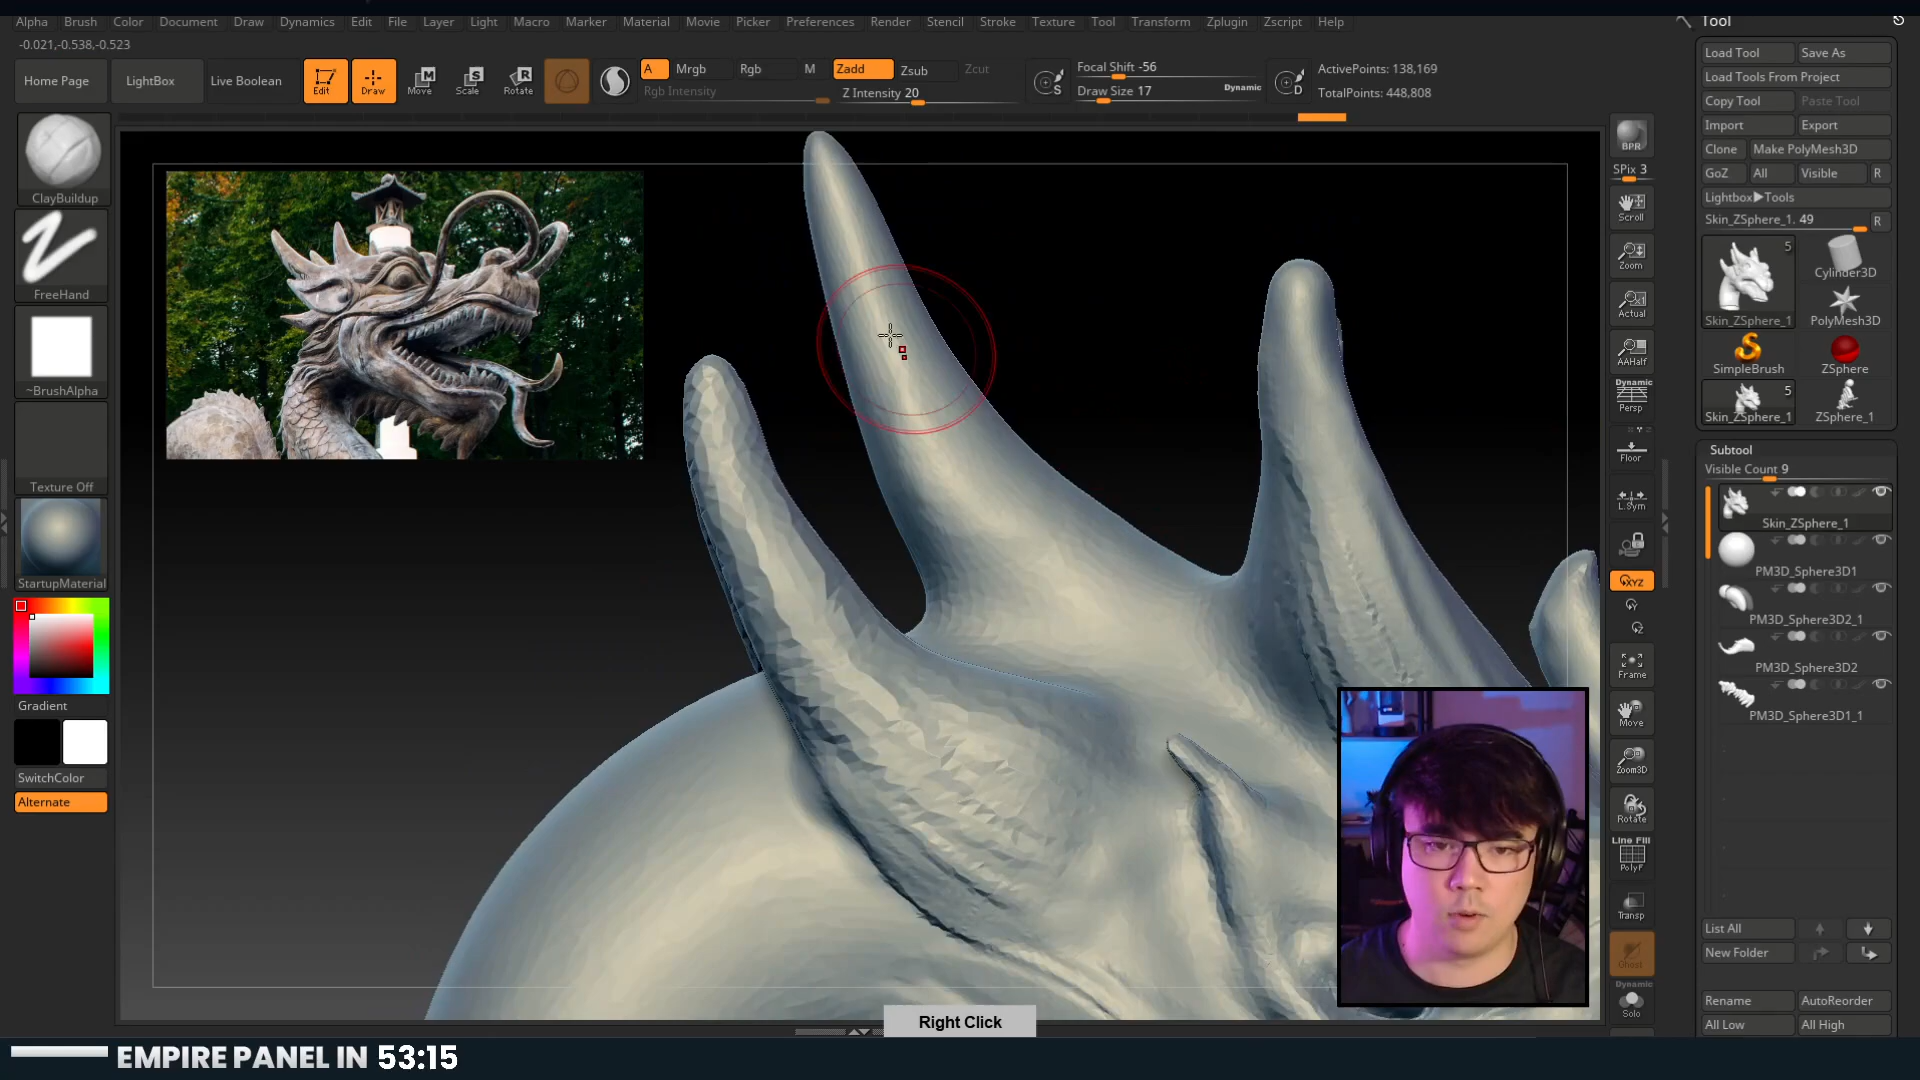 Alpha Brush Color Document Draw Dynamics Edit File Layer Light Macro Marker Material Movie Picker Preferences Render Stencil Stroke Texture Tool Transform Zplugin Zscript Help
Tool
-0.021,-0.538,-0.523
Home Page
LightBox
Live Boolean
Edit
Draw
Move
Scale
Rotate
A
Mrgb
Rgb
M
Rgb Intensity
Zadd
Zsub
Zcut
Z Intensity 20
Focal Shift -56
Draw Size 17
Dynamic
ActivePoints: 138,169
TotalPoints: 448,808
ClayBuildup
FreeHand
~BrushAlpha
Texture Off
StartupMaterial
Gradient
SwitchColor
Alternate
BPR
SPix 3
Scroll
Zoom
Actual
AAHalf
Dynamic
Persp
Floor
L.Sym
XYZ
Frame
Move
Zoom3D
Rotate
Line Fill
PolyF
Transp
Ghost
Dynamic
Solo
Load Tool
Save As
Load Tools From Project
Copy Tool
Paste Tool
Import
Export
Clone
Make PolyMesh3D
GoZ
All
Visible
R
Lightbox▶Tools
Skin_ZSphere_1. 49
R
5
Skin_ZSphere_1
Cylinder3D
PolyMesh3D
SimpleBrush
ZSphere
5
Skin_ZSphere_1
ZSphere_1
Subtool
Visible Count 9
Skin_ZSphere_1
PM3D_Sphere3D1
PM3D_Sphere3D2_1
PM3D_Sphere3D2
PM3D_Sphere3D1_1
List All
New Folder
Rename
AutoReorder
All Low
All High
Right Click
EMPIRE PANEL IN 53:15